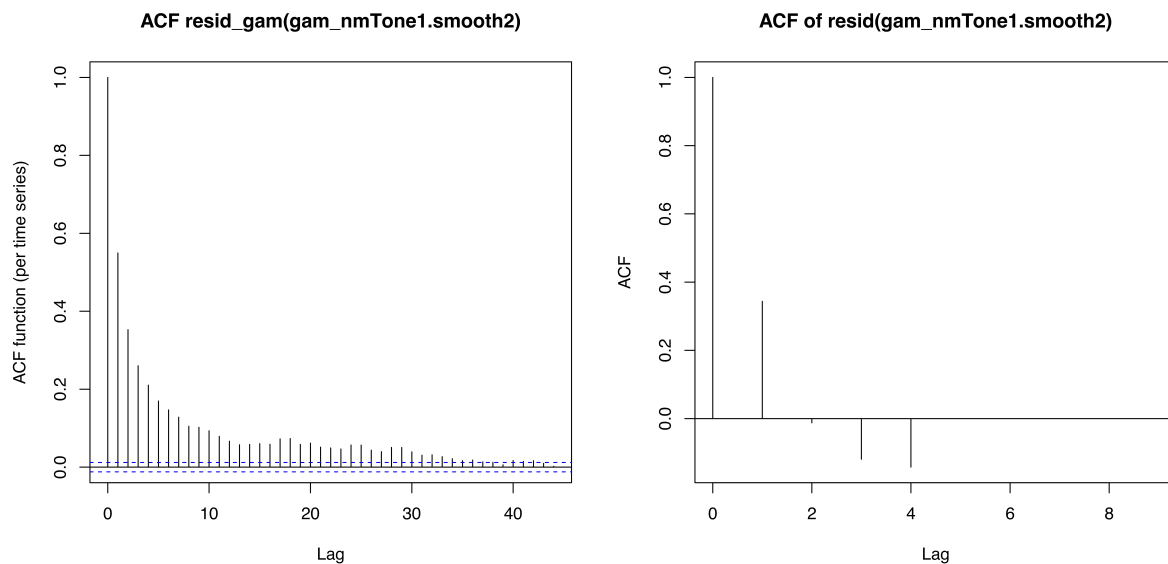 ACF resid_gam(gam_nmTone1.smooth2)
ACF function (per time series)
1.0
0.8
0.6
0.4
0.2
0.0
0 10 20 30 40
Lag
ACF of resid(gam_nmTone1.smooth2)
ACF
1.0
0.8
0.6
0.4
0.2
0.0
0 2 4 6 8
Lag